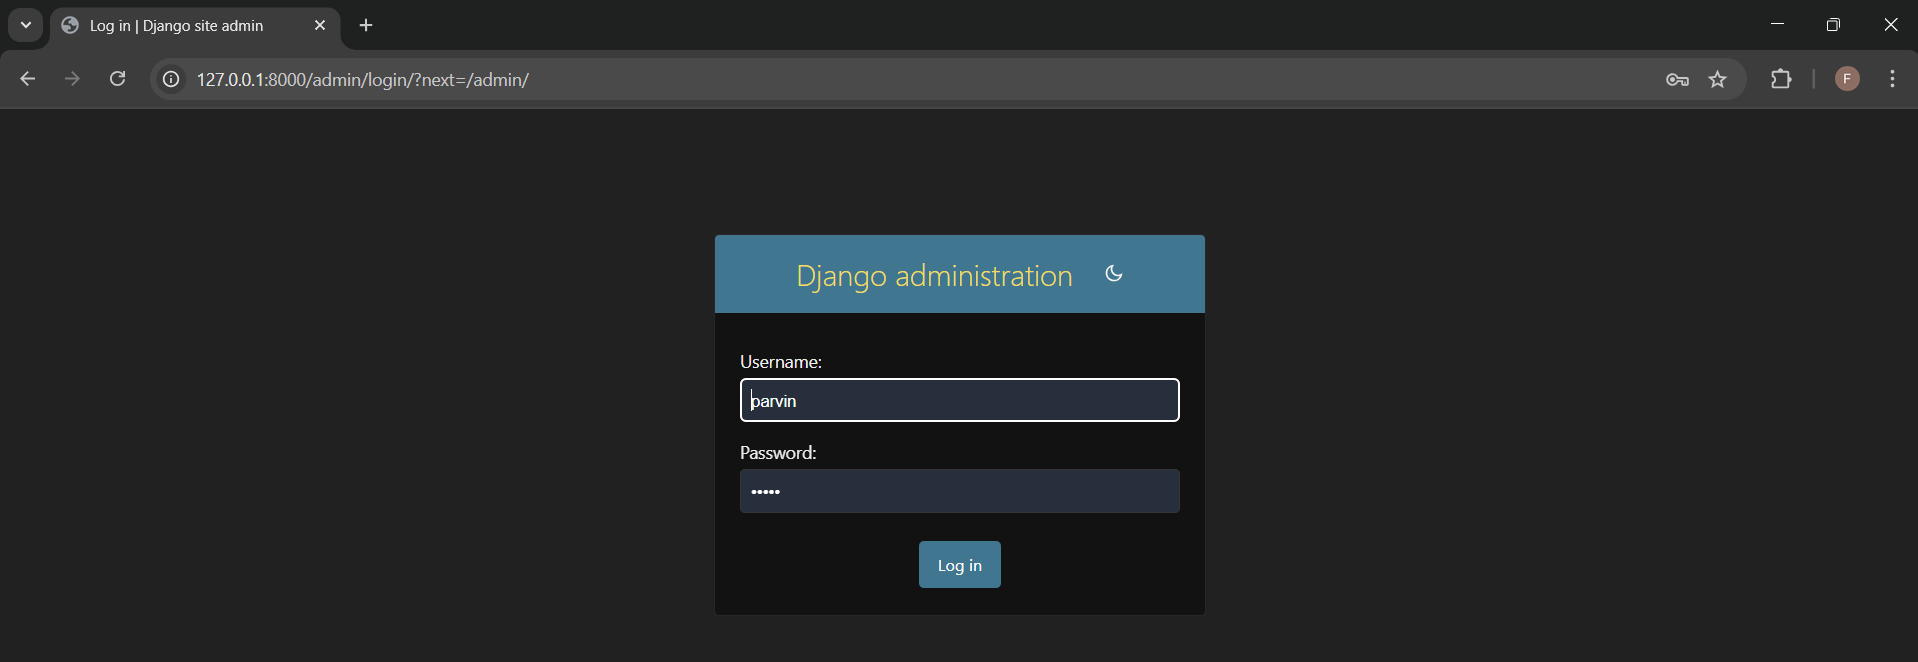 Log in | Django site admin
127.0.0.1:8000/admin/login/?next=/admin/
F
Django administration
Username:
parvin
Password:
•••••
Log in